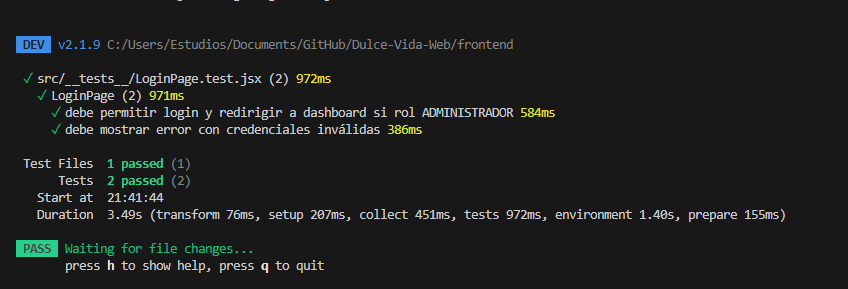 DEV v2.1.9 C:/Users/Estudios/Documents/GitHub/Dulce-Vida-Web/frontend
✓ src/__tests__/LoginPage.test.jsx (2) 972ms
✓ LoginPage (2) 971ms
✓ debe permitir login y redirigir a dashboard si rol ADMINISTRADOR 584ms
✓ debe mostrar error con credenciales inválidas 386ms
Test Files 1 passed (1)
Tests 2 passed (2)
Start at 21:41:44
Duration 3.49s (transform 76ms, setup 207ms, collect 451ms, tests 972ms, environment 1.40s, prepare 155ms)
PASS Waiting for file changes...
press h to show help, press q to quit